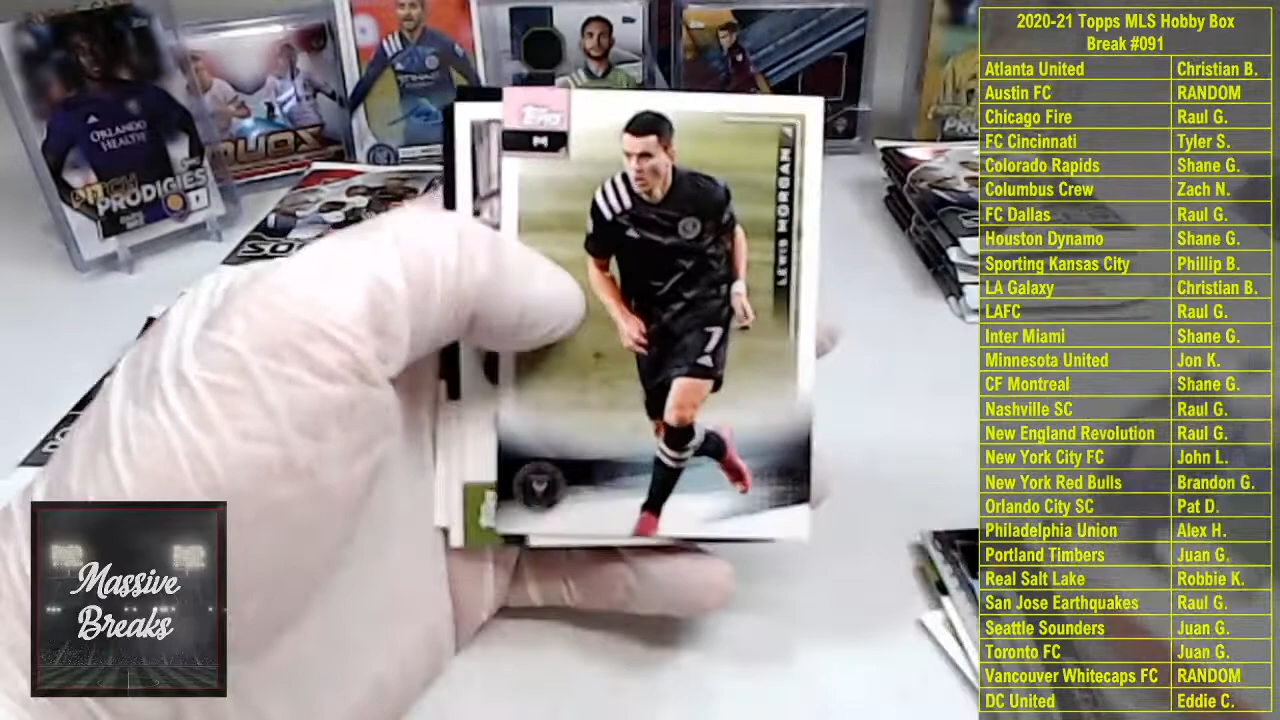 2020-21 Topps MLS Hobby Box
Break #091
Atlanta United Christian B.
Austin FC RANDOM
Chicago Fire Raul G.
FC Cincinnati Tyler S.
Colorado Rapids Shane G.
Columbus Crew Zach N.
FC Dallas Raul G.
Houston Dynamo Shane G.
Sporting Kansas City Phillip B.
LA Galaxy Christian B.
LAFC Raul G.
Inter Miami Shane G.
Minnesota United Jon K.
CF Montreal Shane G.
Nashville SC Raul G.
New England Revolution Raul G.
New York City FC John L.
New York Red Bulls Brandon G.
Orlando City SC Pat D.
Philadelphia Union Alex H.
Portland Timbers Juan G.
Real Salt Lake Robbie K.
San Jose Earthquakes Raul G.
Seattle Sounders Juan G.
Toronto FC Juan G.
Vancouver Whitecaps FC RANDOM
DC United Eddie C.
ORLANDO
HEALTH
PITCH
PRODIGIES
Topps
M
LEWIS MORGAN
7
Massive
Breaks